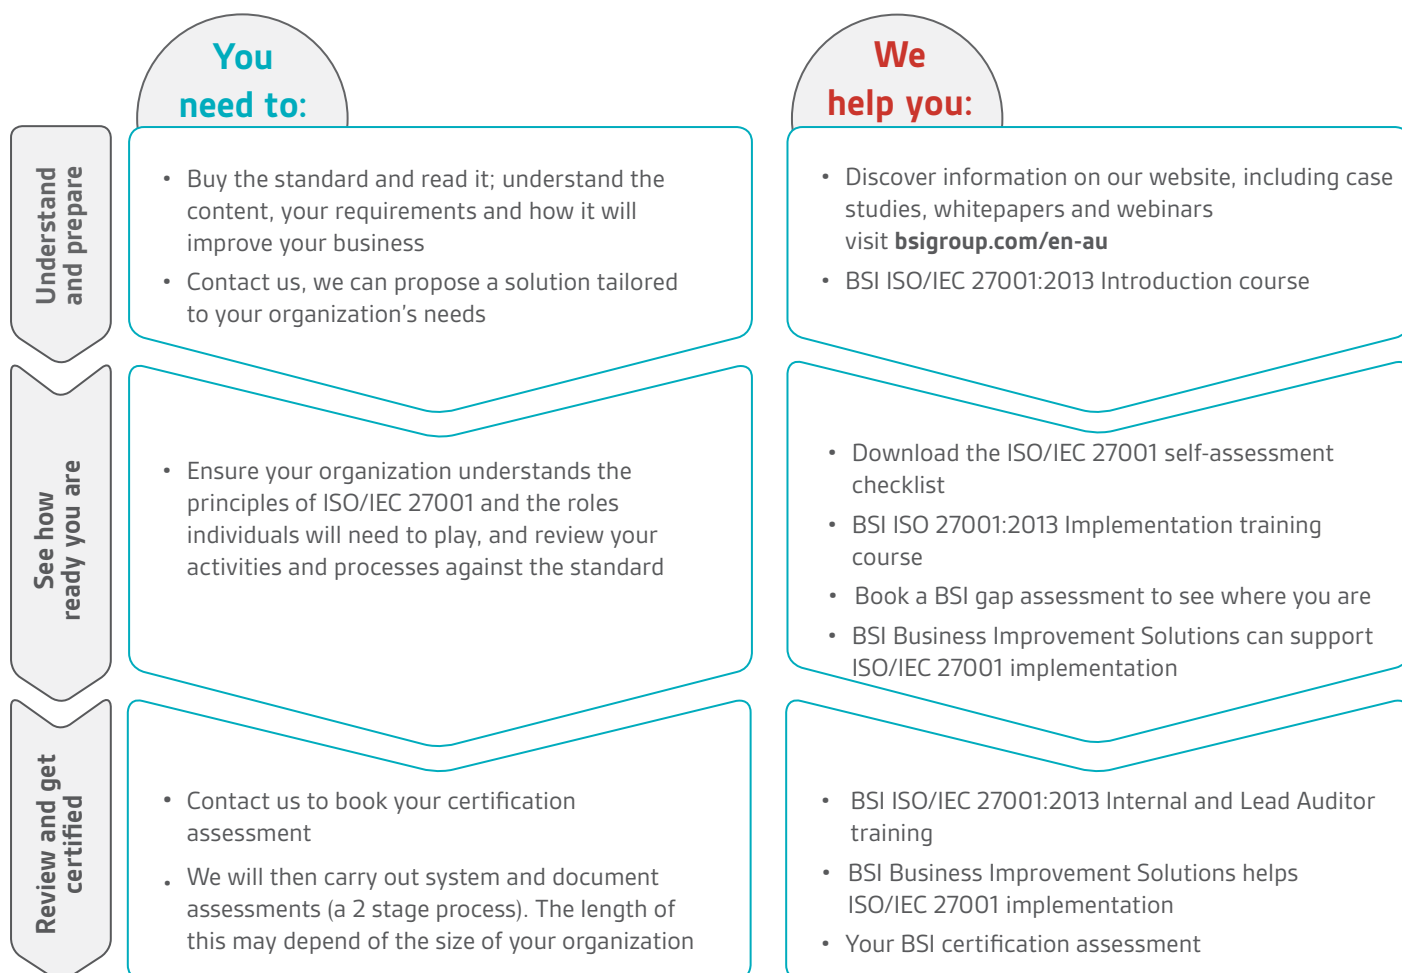 You
need to:
We
help you:
Understand
and prepare
• Buy the standard and read it; understand the
content, your requirements and how it will
improve your business
• Contact us, we can propose a solution tailored
to your organization's needs
• Discover information on our website, including case
studies, whitepapers and webinars
visit bsigroup.com/en-au
• BSI ISO/IEC 27001:2013 Introduction course
See how
ready you are
• Ensure your organization understands the
principles of ISO/IEC 27001 and the roles
individuals will need to play, and review your
activities and processes against the standard
• Download the ISO/IEC 27001 self-assessment
checklist
• BSI ISO 27001:2013 Implementation training
course
• Book a BSI gap assessment to see where you are
• BSI Business Improvement Solutions can support
ISO/IEC 27001 implementation
Review and get
certified
• Contact us to book your certification
assessment
• We will then carry out system and document
assessments (a 2 stage process). The length of
this may depend of the size of your organization
• BSI ISO/IEC 27001:2013 Internal and Lead Auditor
training
• BSI Business Improvement Solutions helps
ISO/IEC 27001 implementation
• Your BSI certification assessment